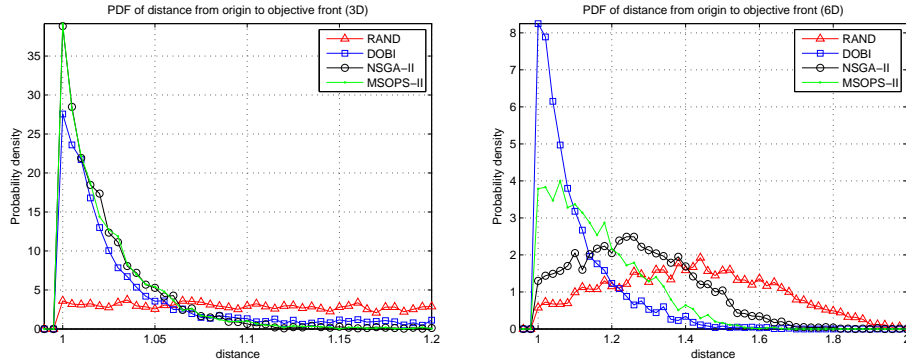 PDF of distance from origin to objective front (3D)
Probability density
35
30
25
20
15
10
5
0
1
1.05
1.1
1.15
1.2
distance
RAND
DOBI
NSGA−II
MSOPS−II
PDF of distance from origin to objective front (6D)
Probability density
8
7
6
5
4
3
2
1
0
1
1.2
1.4
1.6
1.8
distance
RAND
DOBI
NSGA−II
MSOPS−II